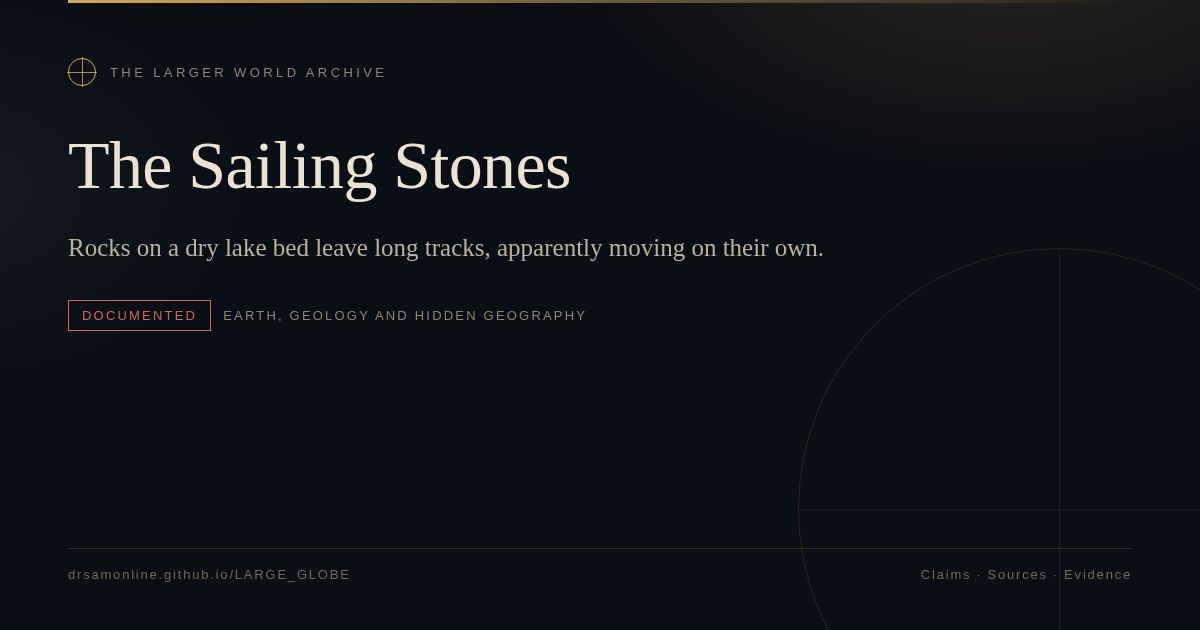 THE LARGER WORLD ARCHIVE
The Sailing Stones
Rocks on a dry lake bed leave long tracks, apparently moving on their own.
DOCUMENTED EARTH, GEOLOGY AND HIDDEN GEOGRAPHY
drsamonline.github.io/LARGE_GLOBE Claims · Sources · Evidence